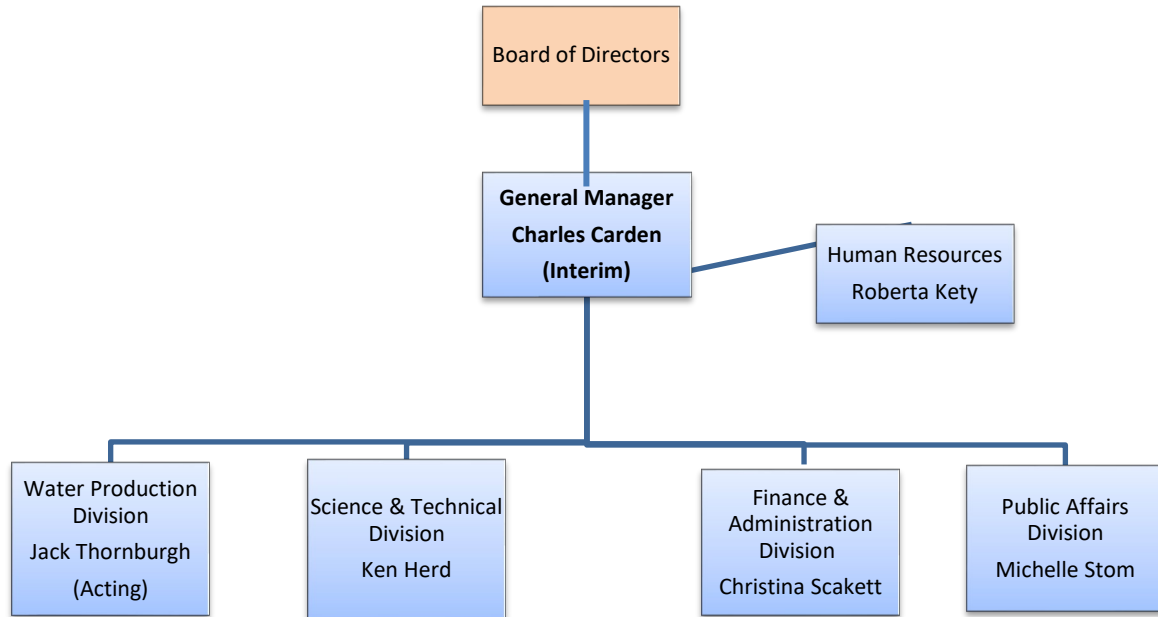 Board of Directors
General Manager
Charles Carden
(Interim)
Human Resources
Roberta Kety
Water Production
Division
Jack Thornburgh
(Acting)
Science & Technical
Division
Ken Herd
Finance &
Administration
Division
Christina Scakett
Public Affairs
Division
Michelle Stom